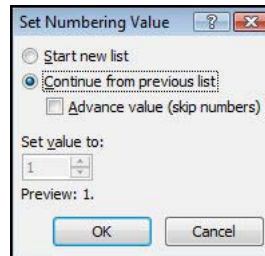 Set Numbering Value
Start new list
Continue from previous list
Advance value (skip numbers)
Set value to:
1
Preview: 1.
OK Cancel